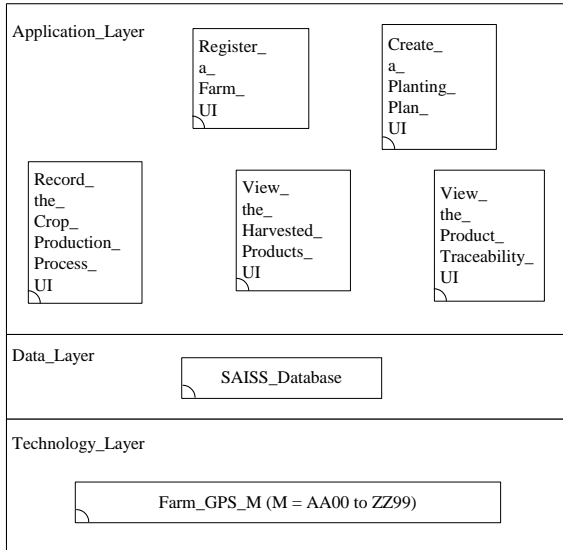 Application_Layer
Register_
a_
Farm_
UI
Create_
a_
Planting_
Plan_
UI
Record_
the_
Crop_
Production_
Process_
UI
View_
the_
Harvested_
Products_
UI
View_
the_
Product_
Traceability_
UI
Data_Layer
SAISS_Database
Technology_Layer
Farm_GPS_M (M = AA00 to ZZ99)